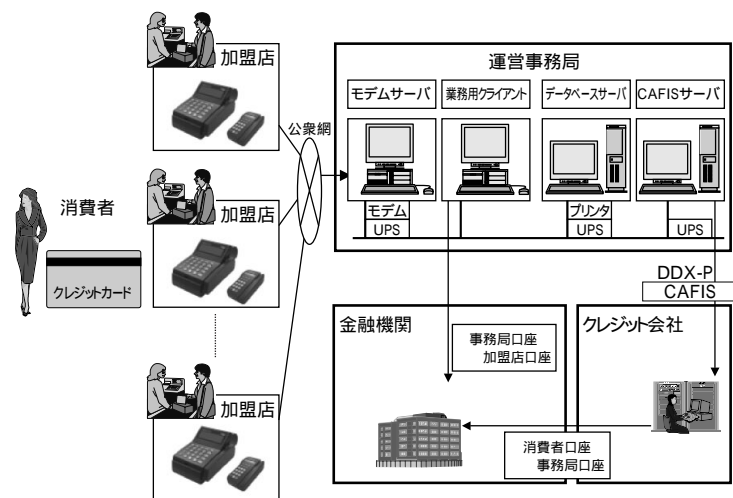 加盟店
加盟店
加盟店
消費者
クレジットカード
公衆網
運営事務局
モデムサーバ
業務用クライアント
データベースサーバ
CAFISサーバ
モデム
UPS
プリンタ
UPS
UPS
DDX-P
CAFIS
金融機関
事務局口座
加盟店口座
クレジット会社
消費者口座
事務局口座